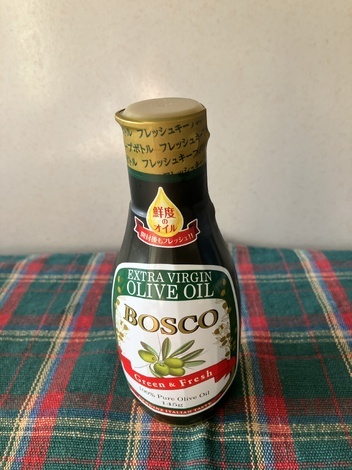 フレッシュキー
プボトル フレッシュキ
フレッシュキー
鮮度
の
オイル
開封後もフレッシュ!!
EXTRA VIRGIN
OLIVE OIL
BOSCO
Green & Fresh
100% Pure Olive Oil
145g